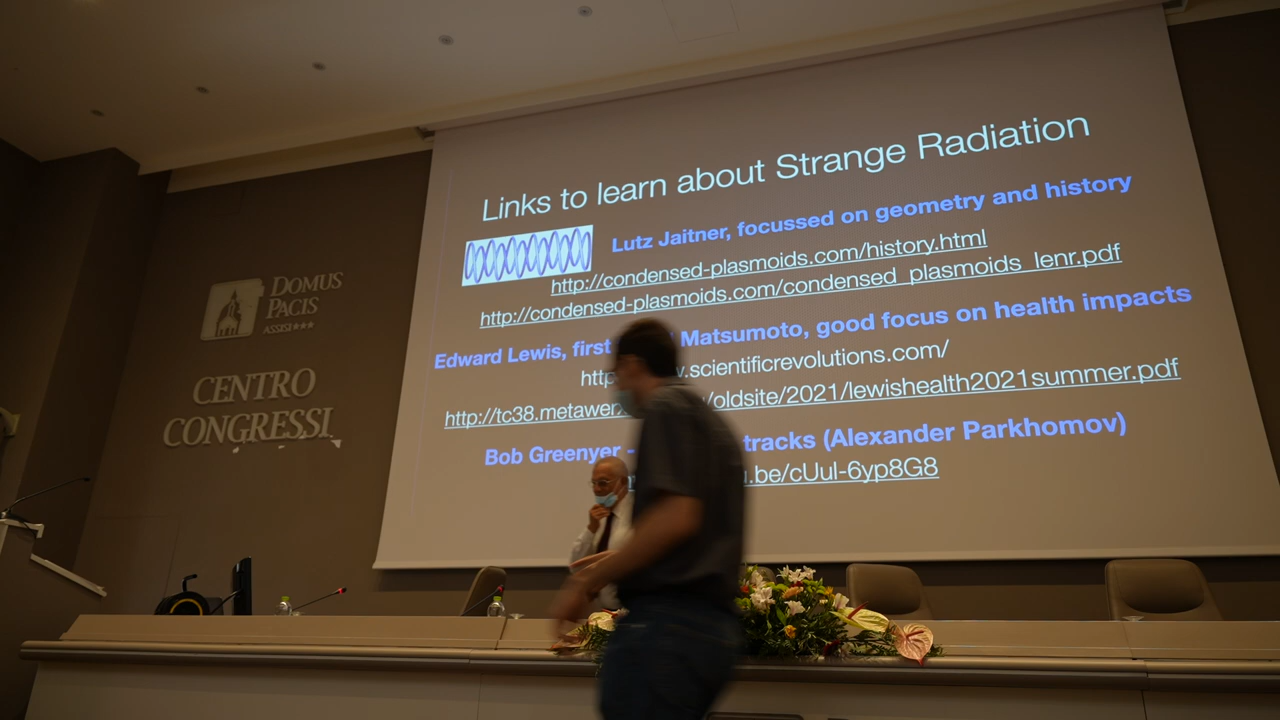 DOMUS
PACIS
ASSISI★★★
CENTRO
CONGRESSI
Links to learn about Strange Radiation
Lutz Jaitner, focussed on geometry and history
http://condensed-plasmoids.com/history.html
http://condensed-plasmoids.com/condensed_plasmoids_lenr.pdf
Edward Lewis, first Matsumoto, good focus on health impacts
http .scientificrevolutions.com/
http://tc38.metawer /oldsite/2021/lewishealth2021summer.pdf
Bob Greenyer - tracks (Alexander Parkhomov)
.be/cUul-6yp8G8